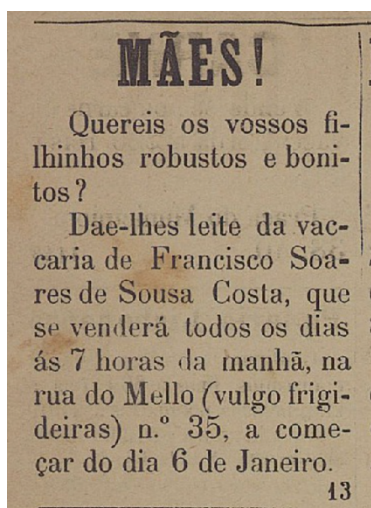 MÃES!
Quereis os vossos fi-
lhinhos robustos e boni-
tos?
Dae-lhes leite da vac-
caria de Francisco Soa-
res de Sousa Costa, que
se venderá todos os dias
ás 7 horas da manhã, na
rua do Mello (vulgo frigi-
deiras) n.º 35, a come-
çar do dia 6 de Janeiro.
13